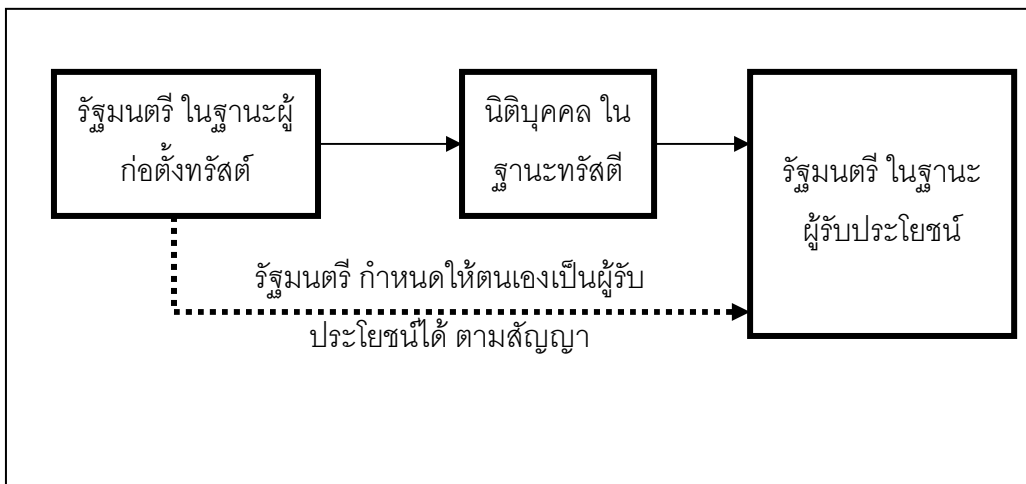 รัฐมนตรี ในฐานะผู้
ก่อตั้งทรัสต์
นิติบุคคล ใน
ฐานะทรัสตี
รัฐมนตรี ในฐานะ
ผู้รับประโยชน์
รัฐมนตรี กำหนดให้ตนเองเป็นผู้รับ
ประโยชน์ได้ ตามสัญญา